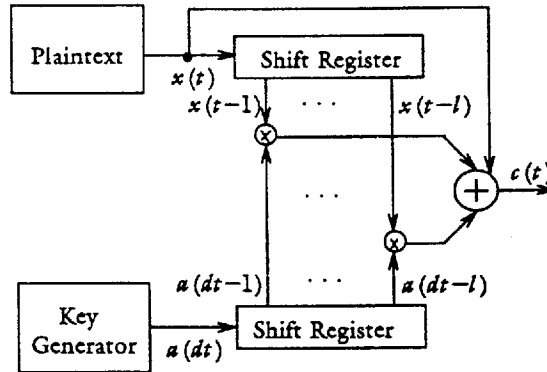 Plaintext
x(t)
Shift Register
x(t−1)
. . .
x(t−l)
×
+
c(t)
. . .
×
a(dt−1)
. . .
a(dt−l)
Key
Generator
a(dt)
Shift Register